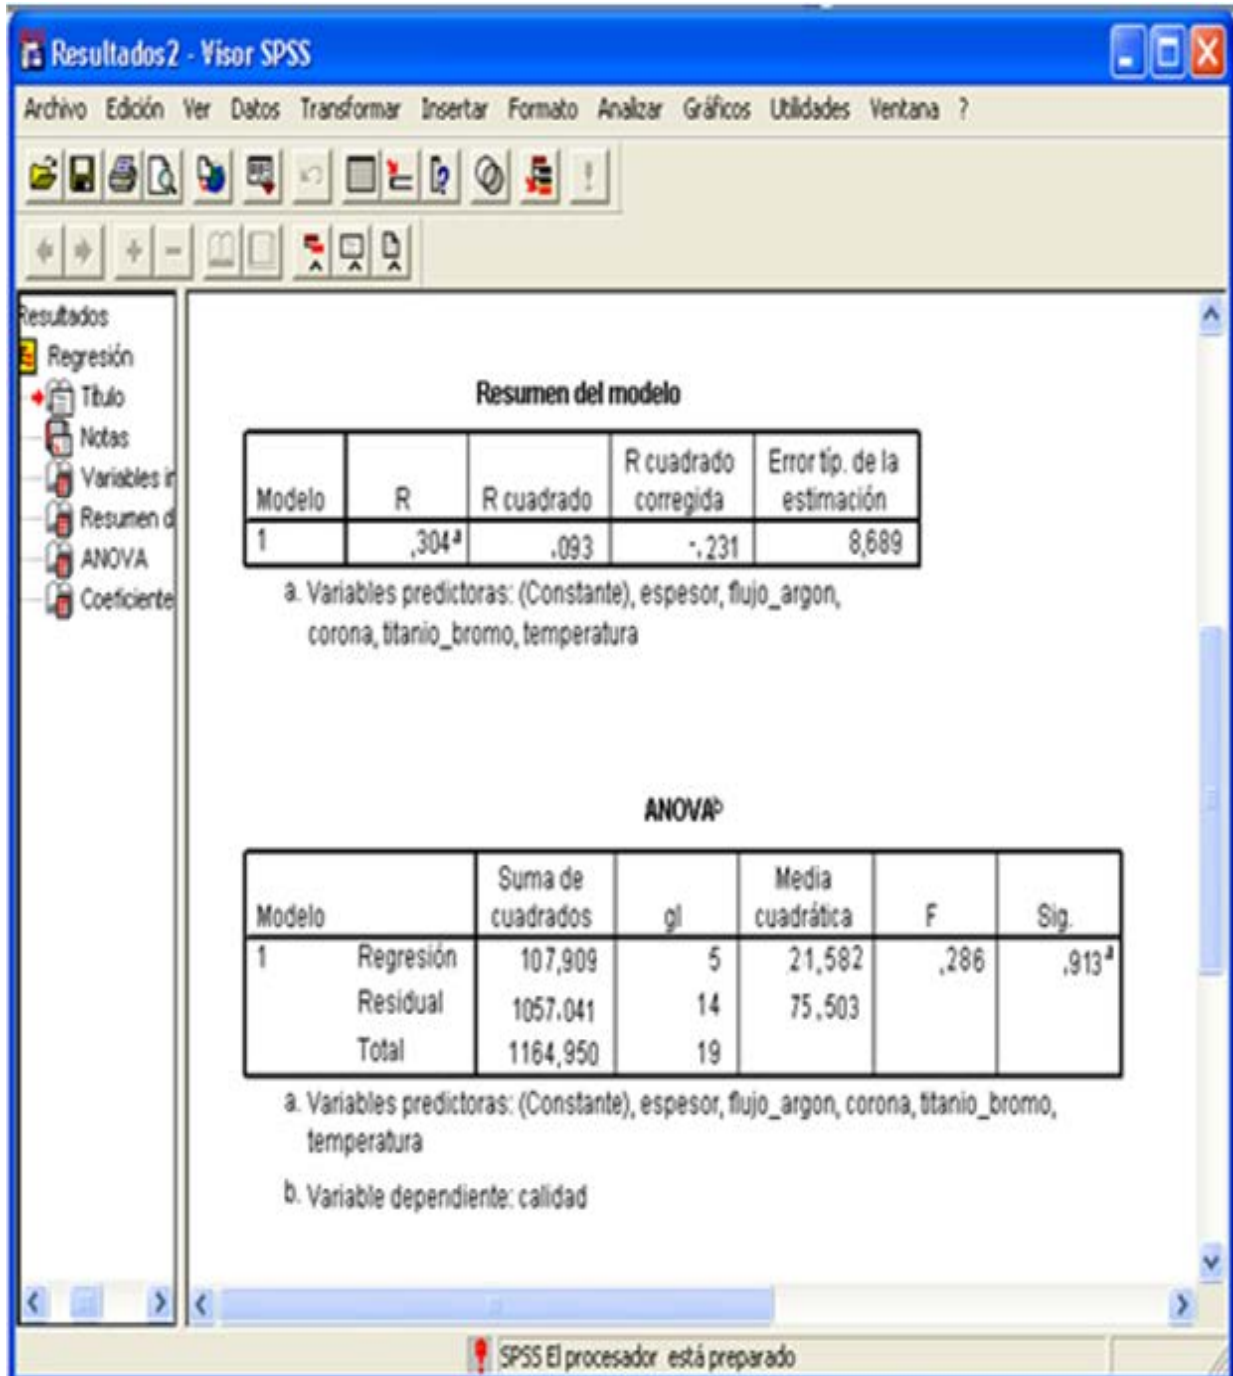 Resultados2 - Visor SPSS
Archivo Edición Ver Datos Transformar Insertar Formato Analizar Gráficos Utilidades Ventana ?
Resultados
Regresión
Título
Notas
Variables in
Resumen d
ANOVA
Coeficiente
Resumen del modelo
Modelo R R cuadrado R cuadrado corregida Error típ. de la estimación
1 ,304a .093 -.231 8,689
a. Variables predictoras: (Constante), espesor, flujo_argon,
corona, titanio_bromo, temperatura
ANOVAb
Modelo Suma de cuadrados gl Media cuadrática F Sig.
1 Regresión 107,909 5 21,582 ,286 ,913a
Residual 1057.041 14 75,503
Total 1164,950 19
a. Variables predictoras: (Constante), espesor, flujo_argon, corona, titanio_bromo,
temperatura
b. Variable dependiente: calidad
SPSS El procesador está preparado